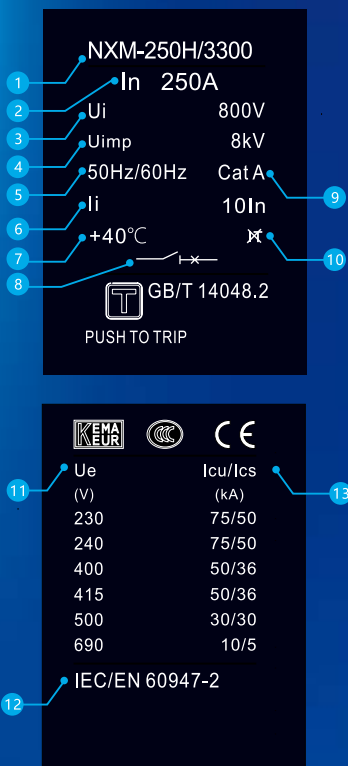 NXM-250H/3300
1
In 250A
2
Ui 800V
3
Uimp 8kV
4
50Hz/60Hz Cat A
5 9
Ii 10In
6
+40℃
7 10
8
T GB/T 14048.2
PUSH TO TRIP
KEMA EUR CCC CE
Ue Icu/Ics
11 13
(V) (kA)
230 75/50
240 75/50
400 50/36
415 50/36
500 30/30
690 10/5
IEC/EN 60947-2
12